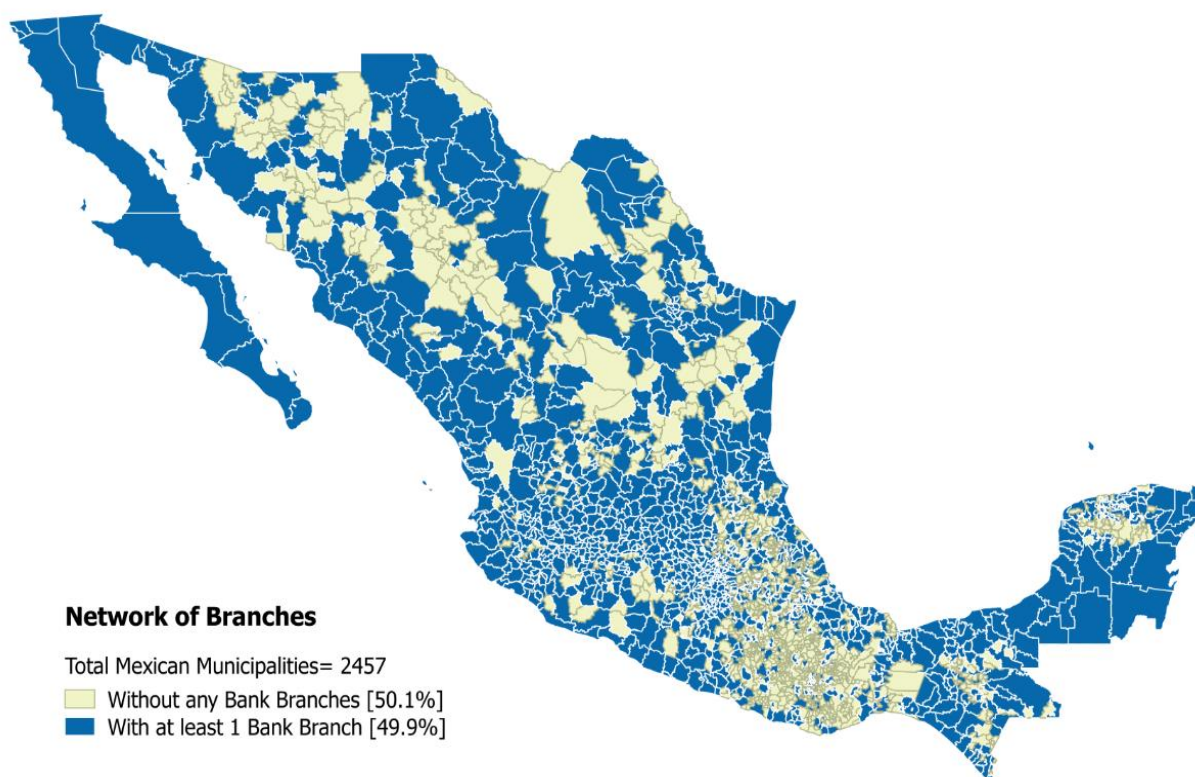 Network of Branches
Total Mexican Municipalities= 2457
Without any Bank Branches [50.1%]
With at least 1 Bank Branch [49.9%]